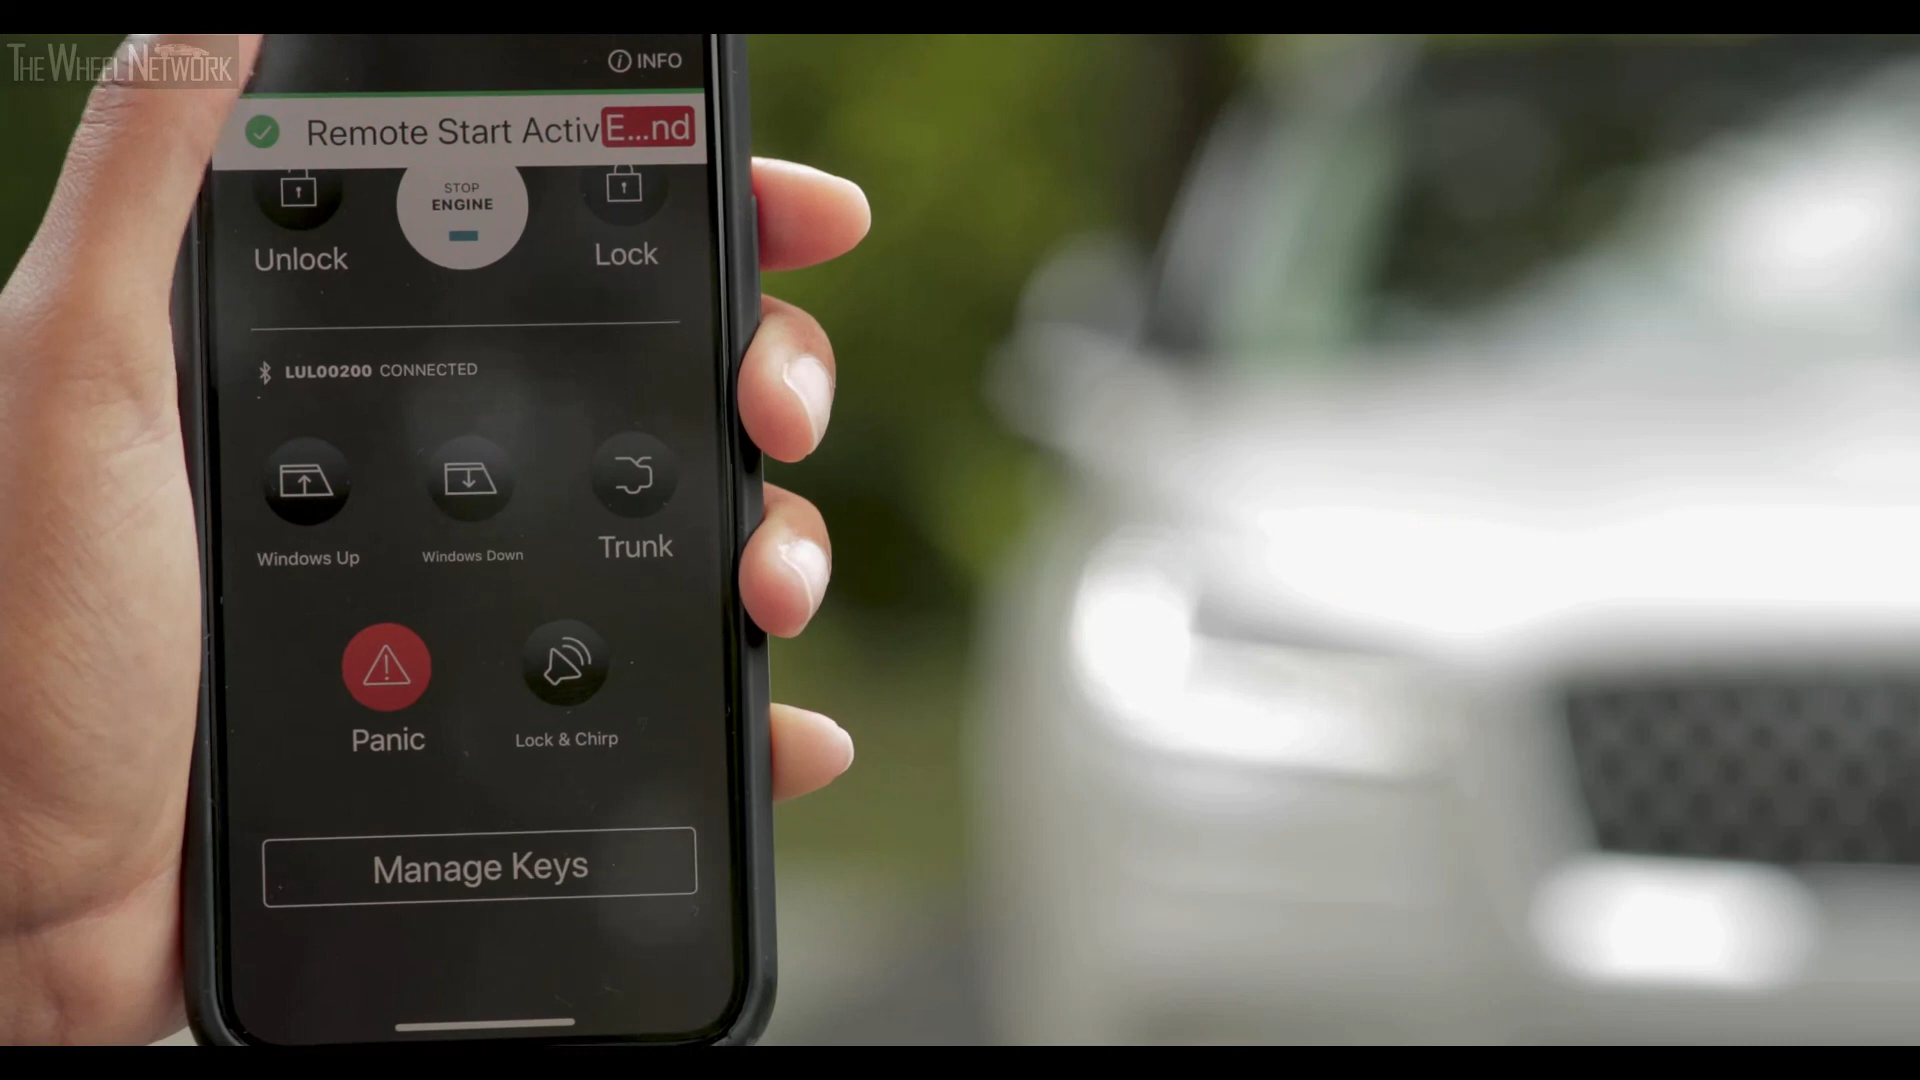 THE WHEEL NETWORK
INFO
Remote Start Activ E...nd
STOP
ENGINE
Unlock
Lock
LUL00200 CONNECTED
Windows Up
Windows Down
Trunk
Panic
Lock & Chirp
Manage Keys